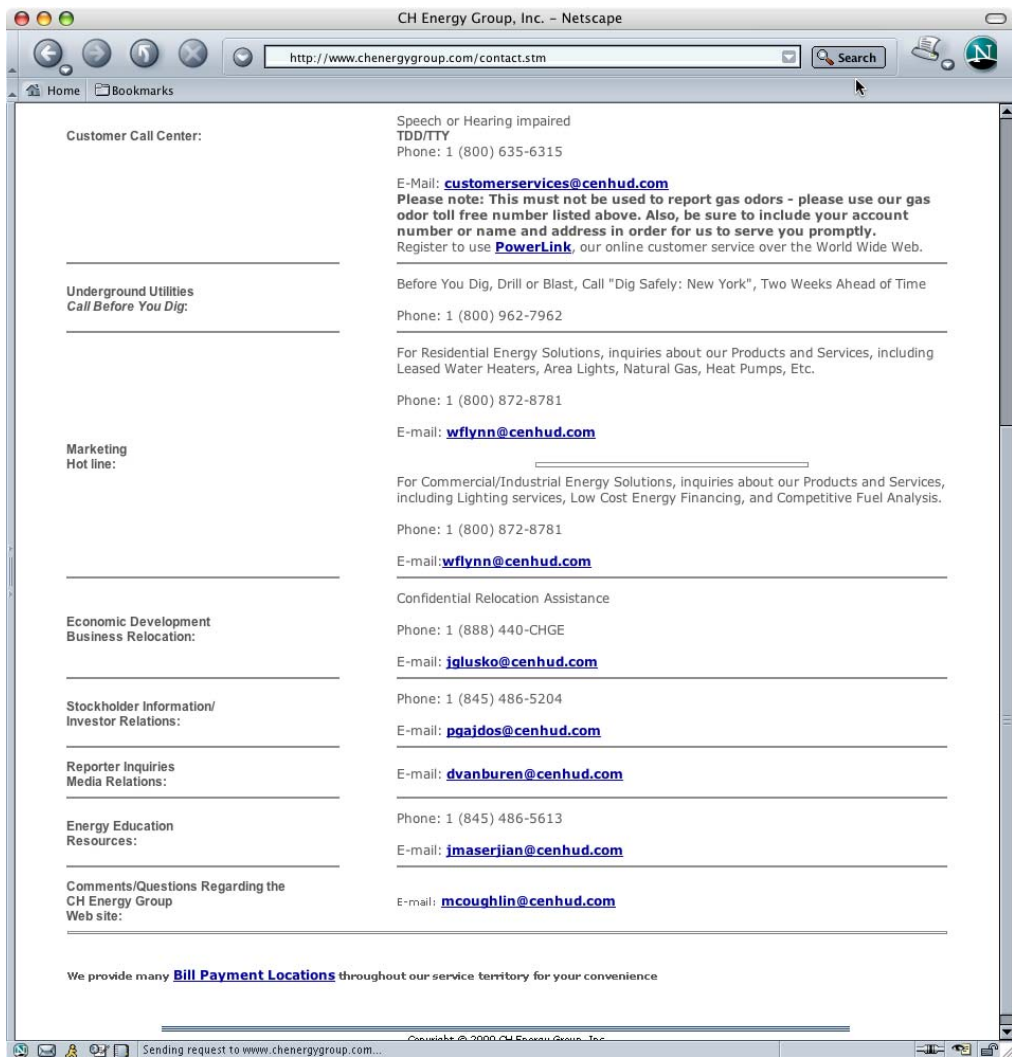 CH Energy Group, Inc. – Netscape
http://www.chenergygroup.com/contact.stm
Search
N
Home
Bookmarks
Customer Call Center:
Speech or Hearing impaired
TDD/TTY
Phone: 1 (800) 635-6315
E-Mail: customerservices@cenhud.com
Please note: This must not be used to report gas odors - please use our gas
odor toll free number listed above. Also, be sure to include your account
number or name and address in order for us to serve you promptly.
Register to use PowerLink, our online customer service over the World Wide Web.
Underground Utilities
Call Before You Dig:
Before You Dig, Drill or Blast, Call "Dig Safely: New York", Two Weeks Ahead of Time
Phone: 1 (800) 962-7962
Marketing
Hot line:
For Residential Energy Solutions, inquiries about our Products and Services, including
Leased Water Heaters, Area Lights, Natural Gas, Heat Pumps, Etc.
Phone: 1 (800) 872-8781
E-mail: wflynn@cenhud.com
For Commercial/Industrial Energy Solutions, inquiries about our Products and Services,
including Lighting services, Low Cost Energy Financing, and Competitive Fuel Analysis.
Phone: 1 (800) 872-8781
E-mail:wflynn@cenhud.com
Economic Development
Business Relocation:
Confidential Relocation Assistance
Phone: 1 (888) 440-CHGE
E-mail: jglusko@cenhud.com
Stockholder Information/
Investor Relations:
Phone: 1 (845) 486-5204
E-mail: pgajdos@cenhud.com
Reporter Inquiries
Media Relations:
E-mail: dvanburen@cenhud.com
Energy Education
Resources:
Phone: 1 (845) 486-5613
E-mail: jmaserjian@cenhud.com
Comments/Questions Regarding the
CH Energy Group
Web site:
E-mail: mcoughlin@cenhud.com
We provide many Bill Payment Locations throughout our service territory for your convenience
Copyright © 2000 CH Energy Group, Inc.
Sending request to www.chenergygroup.com...